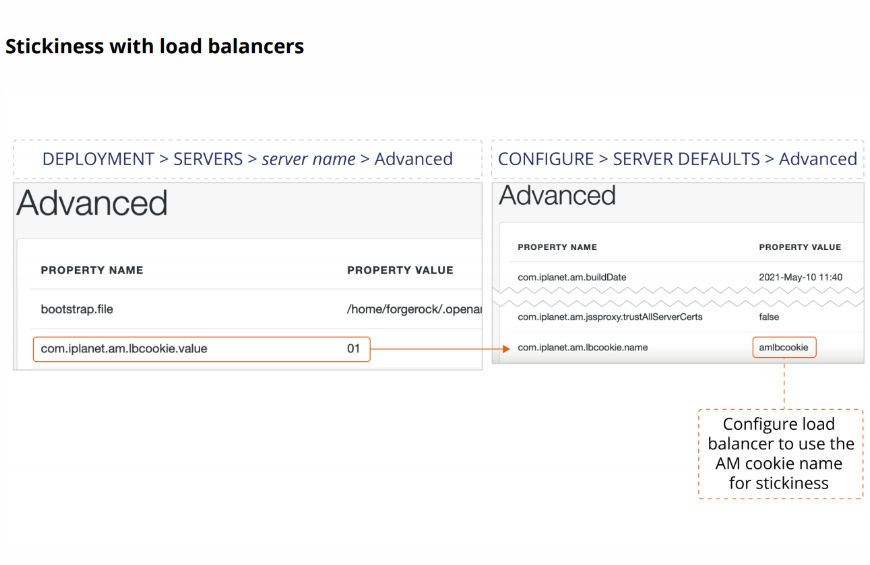 Stickiness with load balancers
DEPLOYMENT > SERVERS > server name > Advanced
Advanced
PROPERTY NAME PROPERTY VALUE
bootstrap.file /home/forgerock/.openar
com.iplanet.am.lbcookie.value 01
CONFIGURE > SERVER DEFAULTS > Advanced
Advanced
PROPERTY NAME PROPERTY VALUE
com.iplanet.am.buildDate 2021-May-10 11:40
com.iplanet.am.jssproxy.trustAllServerCerts false
com.iplanet.am.lbcookie.name amlbcookie
Configure load
balancer to use the
AM cookie name
for stickiness